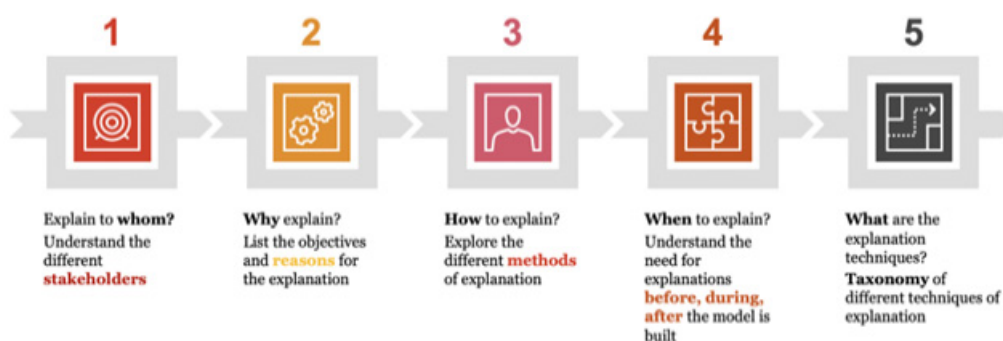 1
2
3
4
5
Explain to whom?
Understand the
different
stakeholders
Why explain?
List the objectives
and reasons for
the explanation
How to explain?
Explore the
different methods
of explanation
When to explain?
Understand the
need for
explanations
before, during,
after the model is
built
What are the
explanation
techniques?
Taxonomy of
different techniques of
explanation